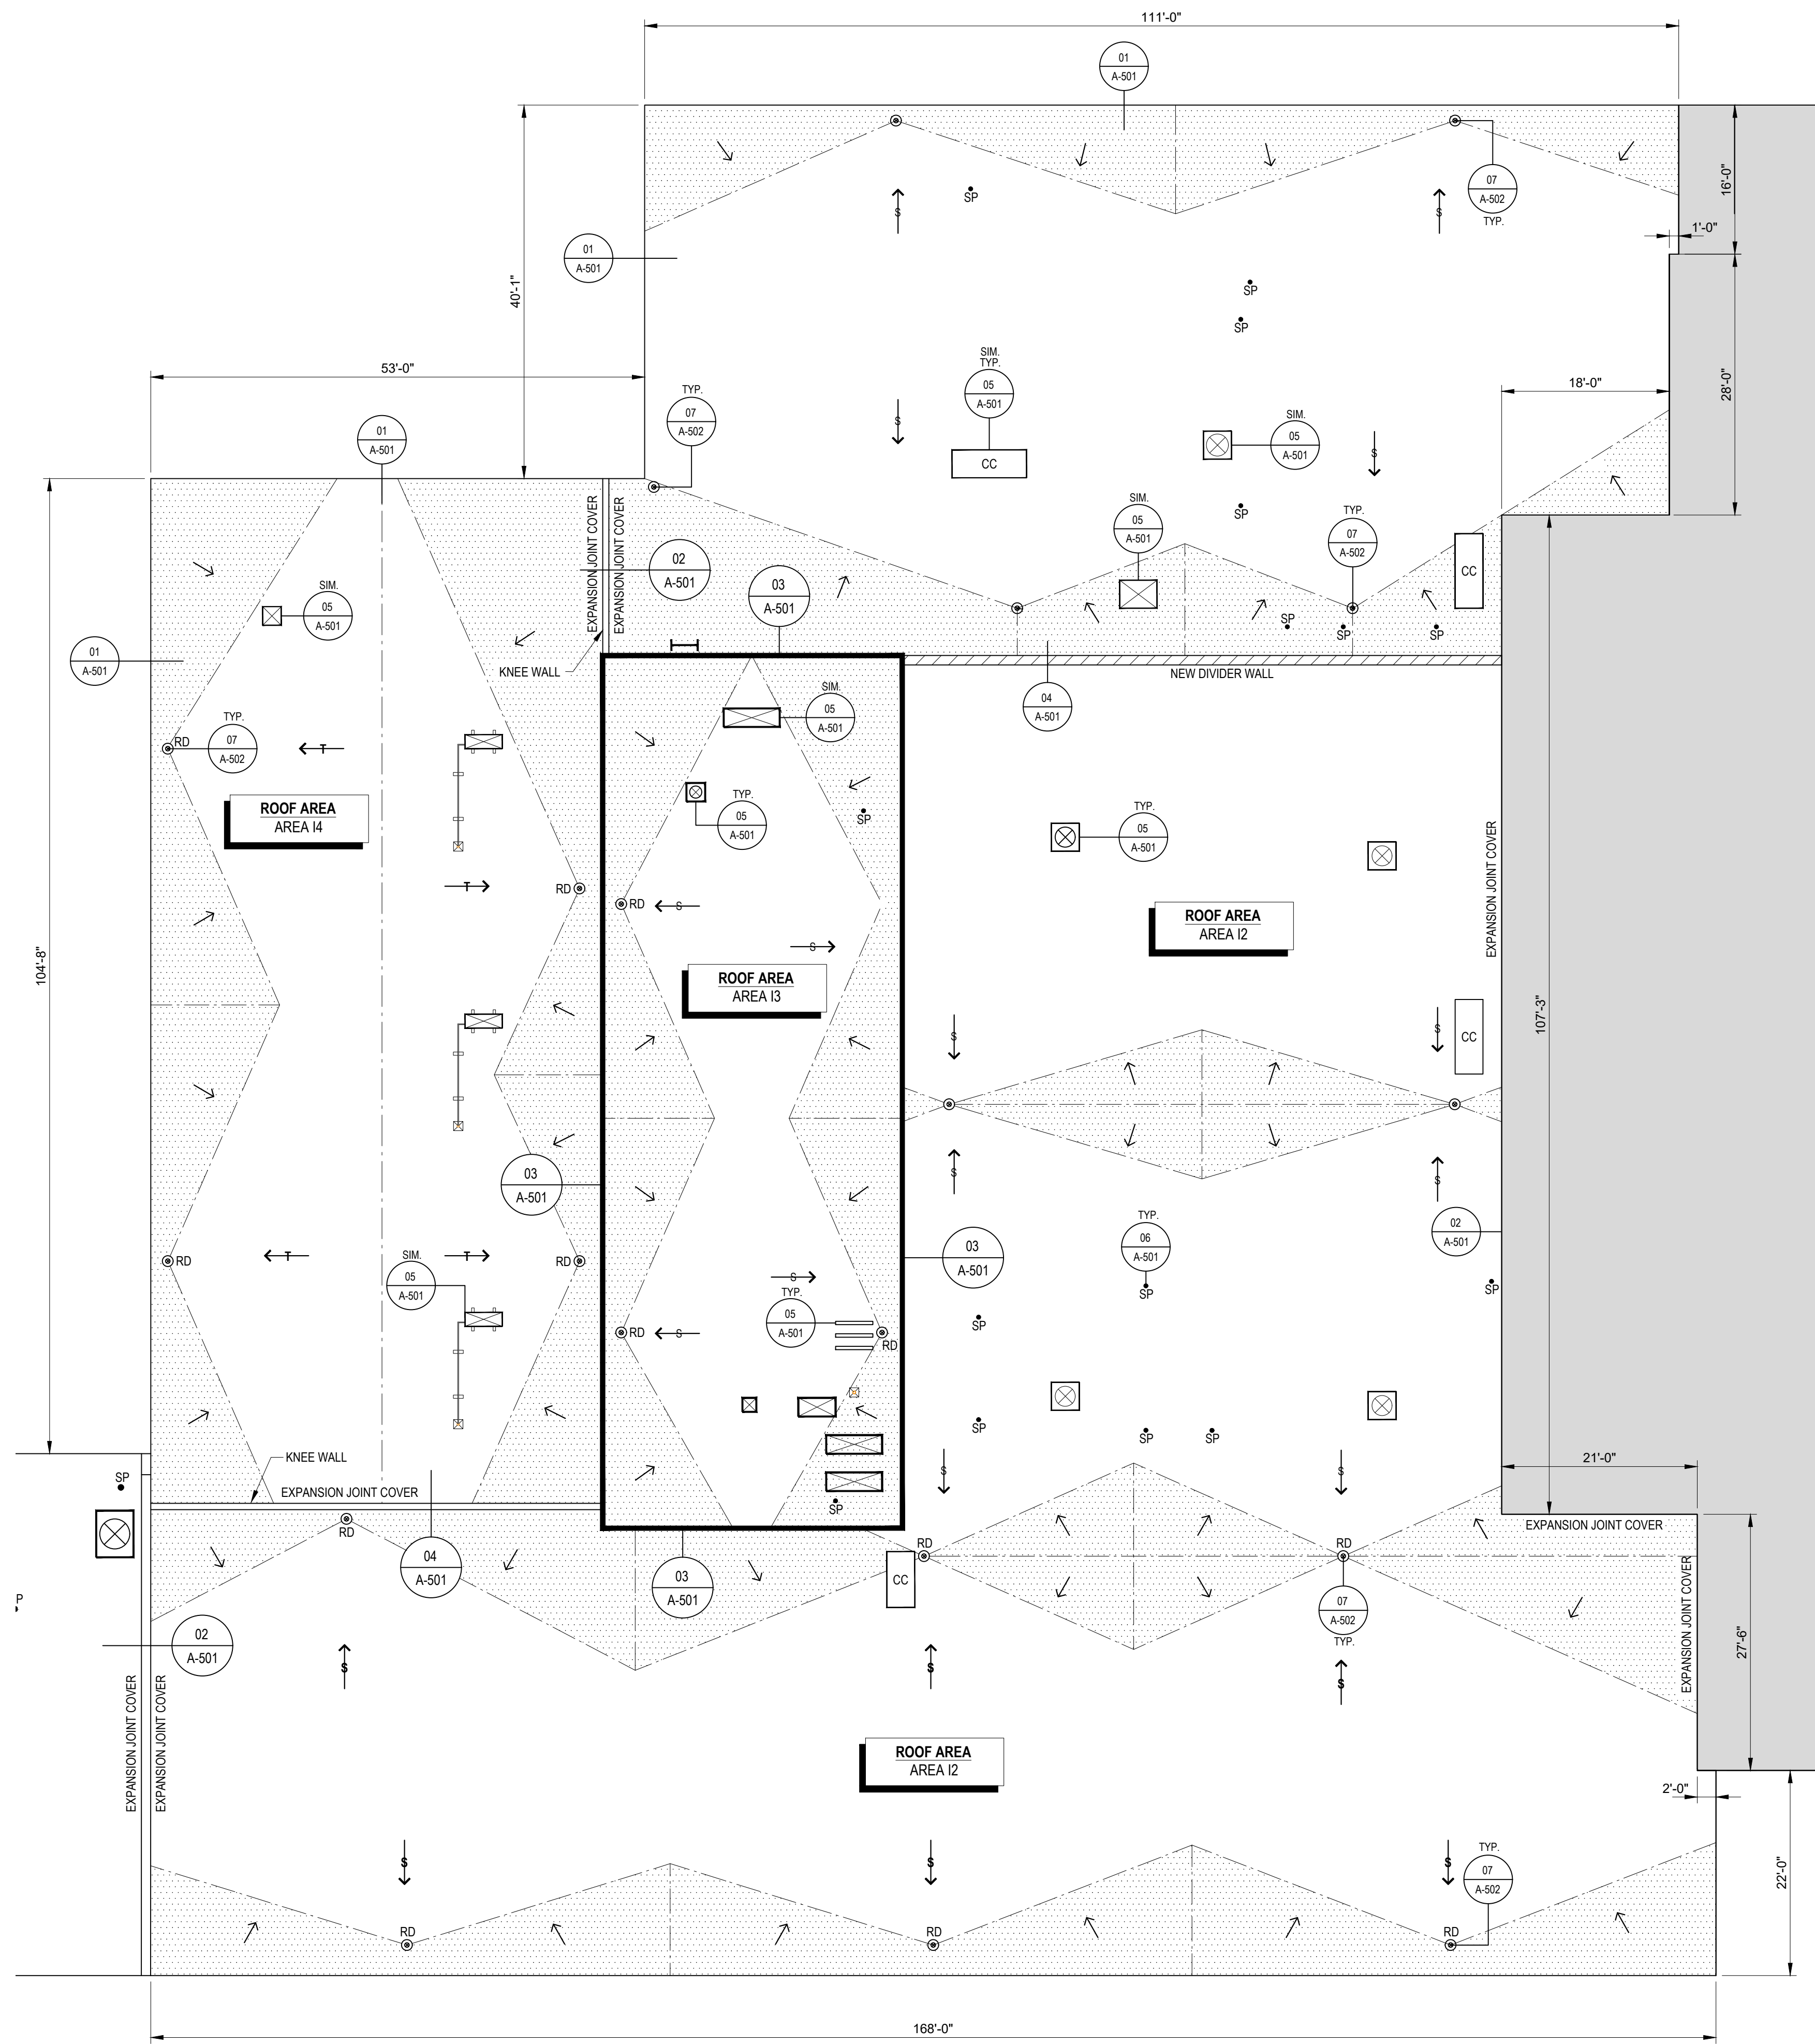 111'-0"
01
A-501
16'-0"
07
A-502
TYP.
SP
S
S
1'-0"
01
A-501
40'-1"
SP
SP
28'-0"
SIM.
TYP.
05
A-501
CC
S
53'-0"
18'-0"
TYP.
07
A-502
SIM.
05
A-501
S
01
A-501
SP
SIM.
05
A-501
TYP.
07
A-502
CC
EXPANSION JOINT COVER
EXPANSION JOINT COVER
02
A-501
03
A-501
SP
SP
SP
SIM.
05
A-501
01
A-501
KNEE WALL
NEW DIVIDER WALL
04
A-501
SIM.
05
A-501
TYP.
07
A-502
RD
T
ROOF AREA
AREA I4
TYP.
05
A-501
SP
TYP.
05
A-501
EXPANSION JOINT COVER
T
RD
RD
S
S
ROOF AREA
AREA I2
ROOF AREA
AREA I3
104'-8"
107'-3"
S
S
CC
03
A-501
S
S
T
T
RD
RD
SIM.
05
A-501
03
A-501
TYP.
06
A-501
SP
02
A-501
SP
SP
S
TYP.
05
A-501
RD
S
RD
SP
SP
SP
21'-0"
KNEE WALL
EXPANSION JOINT COVER
SP
SP
S
S
EXPANSION JOINT COVER
RD
RD
RD
04
A-501
03
A-501
CC
07
A-502
TYP.
EXPANSION JOINT COVER
27'-6"
P
02
A-501
S
S
S
EXPANSION JOINT COVER
EXPANSION JOINT COVER
ROOF AREA
AREA I2
2'-0"
S
S
S
TYP.
07
A-502
22'-0"
RD
RD
RD
168'-0"